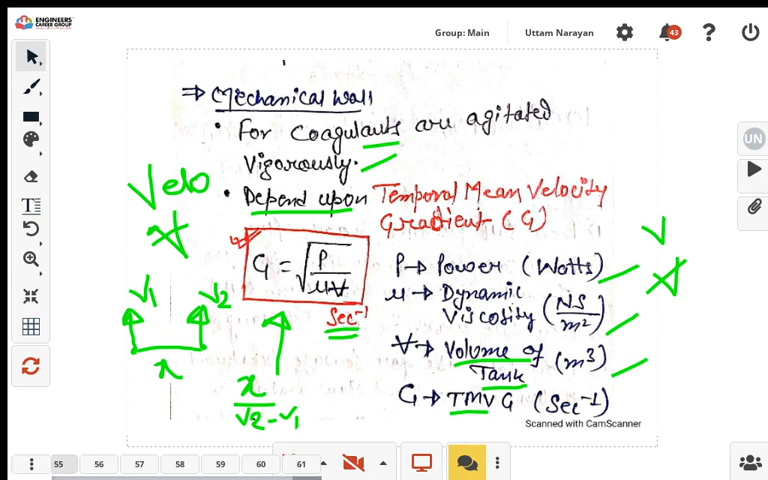 ENGINEERS
CAREER GROUP
Group: Main
Uttam Narayan
43
UN
⇒ Mechanical Wall
• For Coagulants are agitated
Vigorously.
• Depend upon Temporal Mean Velocity
Gradient (G)
G = √(P/μV)
Sec⁻¹
P → Power (Watts)
μ → Dynamic
Viscosity (NS/m²)
V → Volume of
Tank (m³)
G → TMVG (Sec⁻¹)
Velo
V
V1 V2
x
x/(V2-V1)
V
V
Scanned with CamScanner
55 56 57 58 59 60 61